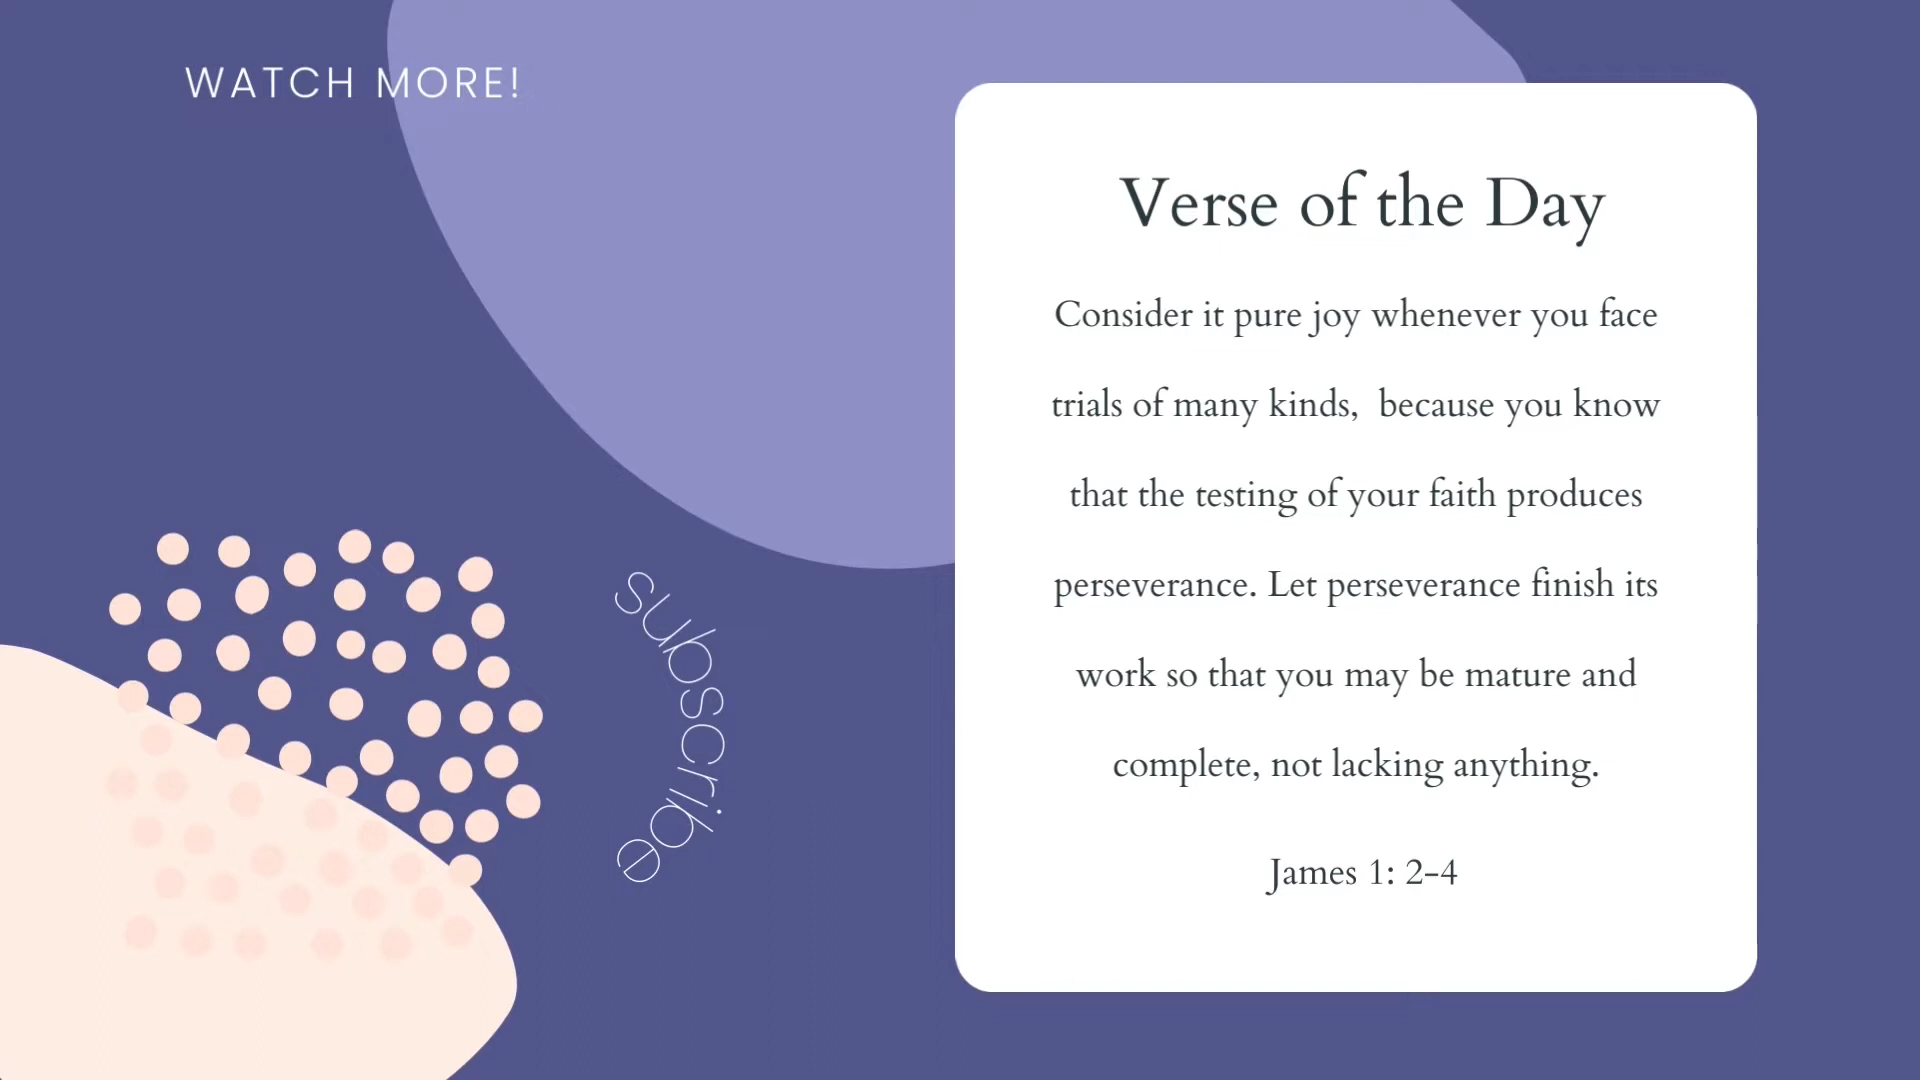 WATCH MORE!
Verse of the Day
Consider it pure joy whenever you face
trials of many kinds,  because you know
that the testing of your faith produces
perseverance. Let perseverance finish its
work so that you may be mature and
complete, not lacking anything.
James 1: 2-4
subscribe